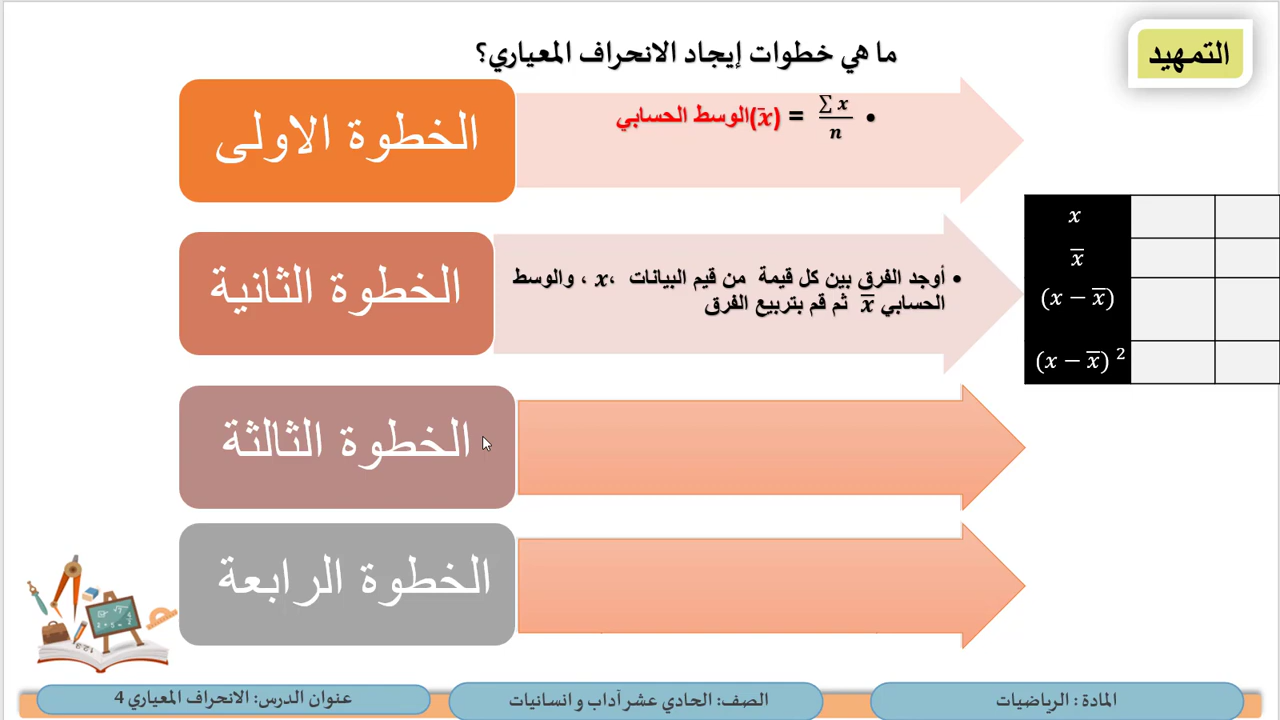 التمهيد
ما هي خطوات إيجاد الانحراف المعياري؟
الخطوة الاولى
• ∑ x / n = (x̄)الوسط الحسابي
الخطوة الثانية
• أوجد الفرق بين كل قيمة من قيم البيانات ،x ، والوسط
الحسابي x̄ ثم قم بتربيع الفرق
x
x̄
(x − x̄)
(x − x̄) ²
الخطوة الثالثة
الخطوة الرابعة
المادة : الرياضيات
الصف: الحادي عشر آداب و انسانيات
عنوان الدرس: الانحراف المعياري 4